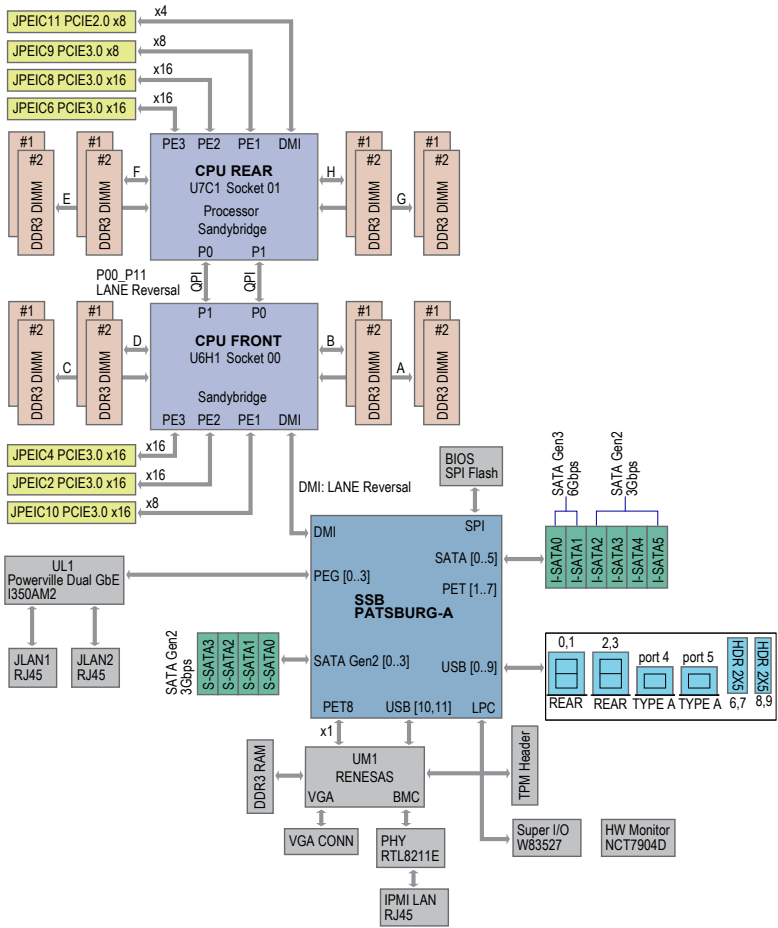 JPEIC11 PCIE2.0 x8
x4
JPEIC9 PCIE3.0 x8
x8
JPEIC8 PCIE3.0 x16
x16
JPEIC6 PCIE3.0 x16
x16
PE3 PE2 PE1 DMI
CPU REAR
U7C1 Socket 01
Processor
Sandybridge
P0 P1
#1
#2
DDR3 DIMM
E
#1
#2
DDR3 DIMM
F
H
#1
#2
DDR3 DIMM
G
#1
#2
DDR3 DIMM
P00_P11
LANE Reversal
QPI
QPI
P1 P0
CPU FRONT
U6H1 Socket 00
Sandybridge
PE3 PE2 PE1 DMI
#1
#2
DDR3 DIMM
C
#1
#2
DDR3 DIMM
D
B
#1
#2
DDR3 DIMM
A
#1
#2
DDR3 DIMM
JPEIC4 PCIE3.0 x16
x16
JPEIC2 PCIE3.0 x16
x16
JPEIC10 PCIE3.0 x16
x8
DMI: LANE Reversal
BIOS
SPI Flash
SATA Gen3
6Gbps
SATA Gen2
3Gbps
SPI
DMI
SATA [0..5]
PEG [0..3]
PET [1..7]
SSB
PATSBURG-A
SATA Gen2 [0..3]
USB [0..9]
PET8
USB [10,11]
LPC
I-SATA0
I-SATA1
I-SATA2
I-SATA3
I-SATA4
I-SATA5
UL1
Powerville Dual GbE
I350AM2
JLAN1
RJ45
JLAN2
RJ45
SATA Gen2
3Gbps
S-SATA3
S-SATA2
S-SATA1
S-SATA0
0,1
REAR
2,3
REAR
port 4
TYPE A
port 5
TYPE A
HDR 2X5
6,7
HDR 2X5
8,9
x1
DDR3 RAM
UM1
RENESAS
VGA
BMC
TPM Header
VGA CONN
PHY
RTL8211E
Super I/O
W83527
HW Monitor
NCT7904D
IPMI LAN
RJ45